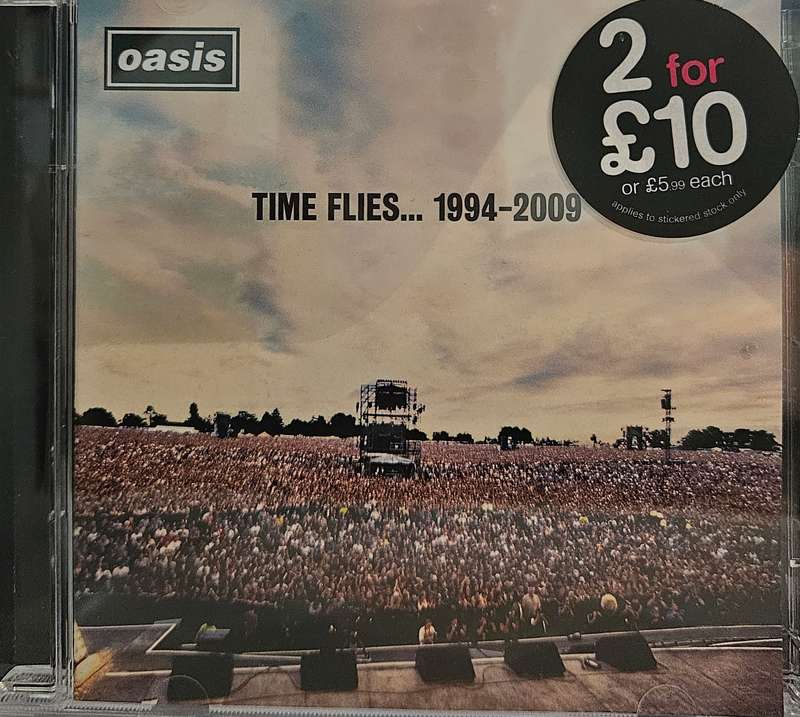 oasis
2 for
£10
or £5.99 each
applies to stickered stock only
TIME FLIES... 1994-2009